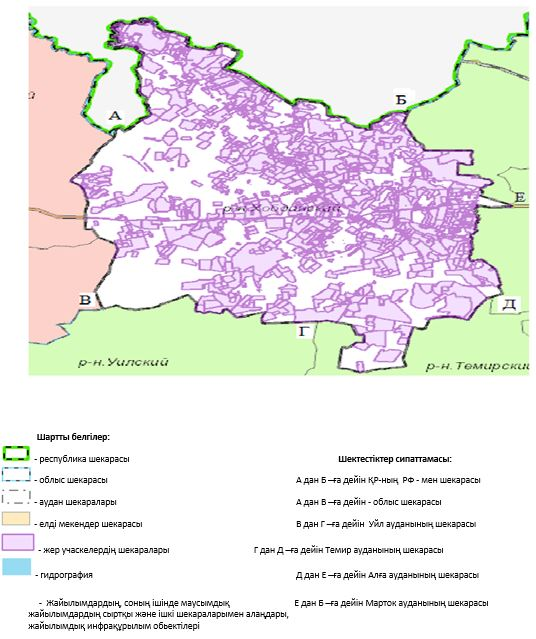 А
Б
Е
р-н.Хобдинский
В
Г
Д
р-н.Уилский
р-н.Темирский
Шартты белгілер:
Шектестіктер сипаттамасы:
- республика шекарасы
- облыс шекарасы
А дан Б –ға дейін ҚР-ның РФ - мен шекарасы
- аудан шекаралары
А дан В –ға дейін - облыс шекарасы
- елді мекендер шекарасы
В дан Г –ға дейін Уйл ауданының шекарасы
- жер учаскелердің шекаралары
Г дан Д –ға дейін Темир ауданының шекарасы
- гидрография
Д дан Е –ға дейін Алға ауданының шекарасы
- Жайылымдардың, соның ішінде маусымдық
Е дан Б –ға дейін Марток ауданының шекарасы
жайылымдардың сыртқы және ішкі шекараларымен алаңдары,
жайылымдық инфрақұрылым обьектілері